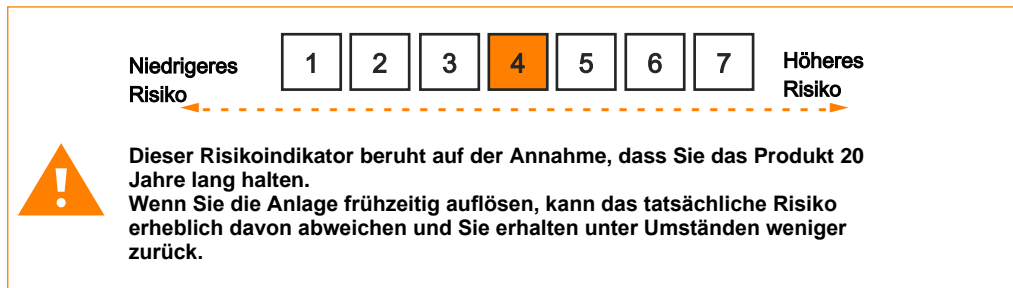 Niedrigeres
Risiko
1 2 3 4 5 6 7
Höheres
Risiko
!
Dieser Risikoindikator beruht auf der Annahme, dass Sie das Produkt 20
Jahre lang halten.
Wenn Sie die Anlage frühzeitig auflösen, kann das tatsächliche Risiko
erheblich davon abweichen und Sie erhalten unter Umständen weniger
zurück.